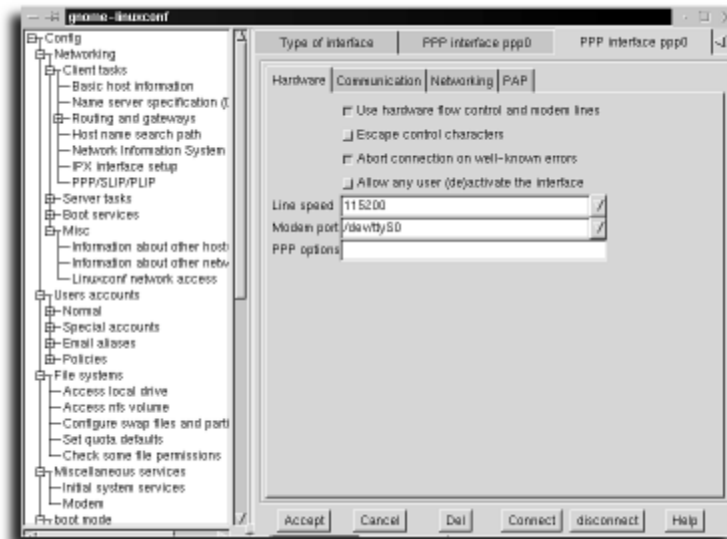 gnome-linuxconf
Config
Networking
Client tasks
Basic host information
Name server specification (D
Routing and gateways
Host name search path
Network Information System
IPX interface setup
PPP/SLIP/PLIP
Server tasks
Boot services
Misc
Information about other host
Information about other netw
Linuxconf network access
Users accounts
Normal
Special accounts
Email aliases
Policies
File systems
Access local drive
Access nfs volume
Configure swap files and parti
Set quota defaults
Check some file permissions
Miscellaneous services
Initial system services
Modem
boot mode
Type of interface
PPP interface ppp0
PPP interface ppp0
Hardware
Communication
Networking
PAP
Use hardware flow control and modem lines
Escape control characters
Abort connection on well-known errors
Allow any user (de)activate the interface
Line speed 115200
Modem port /dev/ttyS0
PPP options
Accept
Cancel
Del
Connect
disconnect
Help